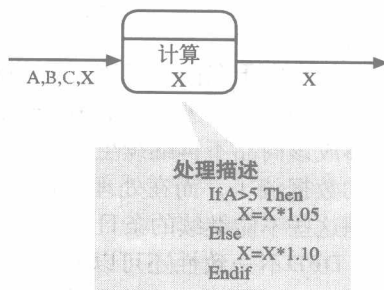 计算
X
A,B,C,X
X
处理描述
If A>5 Then
X=X*1.05
Else
X=X*1.10
Endif